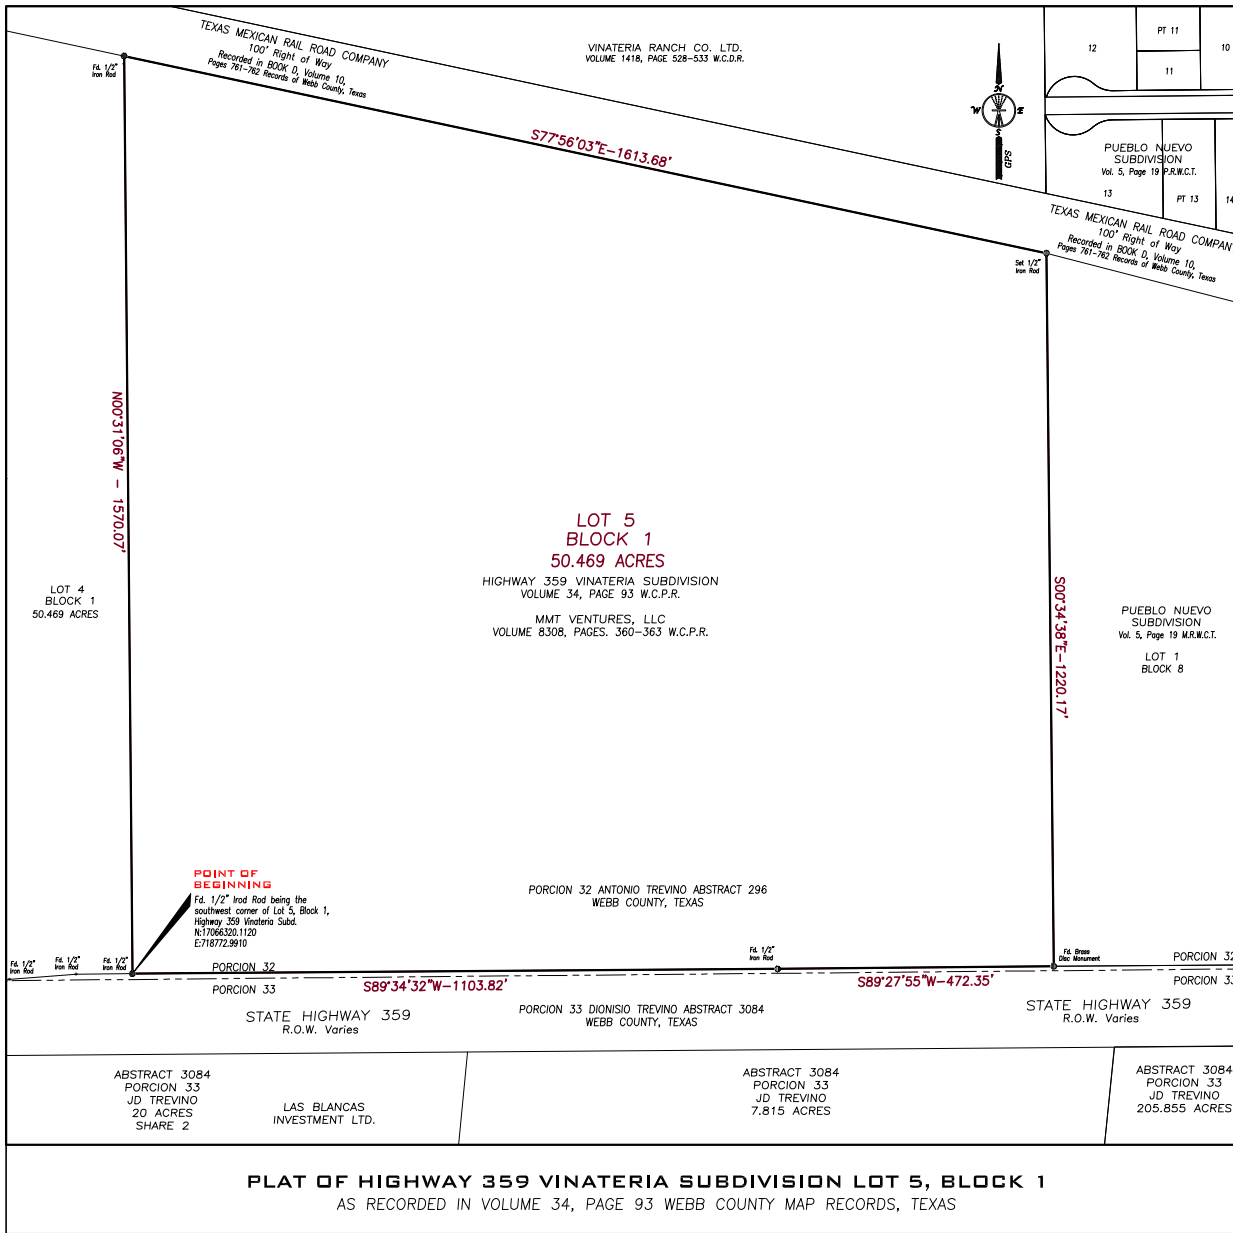 TEXAS MEXICAN RAIL ROAD COMPANY
100' Right of Way
Recorded in BOOK D, Volume 10,
Pages 761-762 Records of Webb County, Texas
Fd. 1/2"
Iron Rod
VINATERIA RANCH CO. LTD.
VOLUME 1418, PAGE 528-533 W.C.D.R.
N
W
E
S
GPS
12
PT 11
10
11
PUEBLO NUEVO
SUBDIVISION
Vol. 5, Page 19 P.R.W.C.T.
13
PT 13
14
S77°56'03"E-1613.68'
TEXAS MEXICAN RAIL ROAD COMPANY
100' Right of Way
Recorded in BOOK D, Volume 10,
Pages 761-762 Records of Webb County, Texas
Set 1/2"
Iron Rod
N00°31'06"W - 1570.07'
LOT 5
BLOCK 1
50.469 ACRES
HIGHWAY 359 VINATERIA SUBDIVISION
VOLUME 34, PAGE 93 W.C.P.R.
MMT VENTURES, LLC
VOLUME 8308, PAGES. 360-363 W.C.P.R.
LOT 4
BLOCK 1
50.469 ACRES
S00°34'38"E-1220.17'
PUEBLO NUEVO
SUBDIVISION
Vol. 5, Page 19 M.R.W.C.T.
LOT 1
BLOCK 8
POINT OF
BEGINNING
Fd. 1/2" Irod Rod being the
southwest corner of Lot 5, Block 1,
Highway 359 Vinateria Subd.
N:17066320.1120
E:718772.9910
PORCION 32 ANTONIO TREVINO ABSTRACT 296
WEBB COUNTY, TEXAS
Fd. 1/2"
Iron Rod
Fd. 1/2"
Iron Rod
Fd. 1/2"
Iron Rod
Fd. 1/2"
Iron Rod
Fd. Brass
Disc Monument
PORCION 32
PORCION 32
PORCION 33
PORCION 33
S89°34'32"W-1103.82'
S89°27'55"W-472.35'
STATE HIGHWAY 359
R.O.W. Varies
PORCION 33 DIONISIO TREVINO ABSTRACT 3084
WEBB COUNTY, TEXAS
STATE HIGHWAY 359
R.O.W. Varies
ABSTRACT 3084
PORCION 33
JD TREVINO
20 ACRES
SHARE 2
LAS BLANCAS
INVESTMENT LTD.
ABSTRACT 3084
PORCION 33
JD TREVINO
7.815 ACRES
ABSTRACT 3084
PORCION 33
JD TREVINO
205.855 ACRES
PLAT OF HIGHWAY 359 VINATERIA SUBDIVISION LOT 5, BLOCK 1
AS RECORDED IN VOLUME 34, PAGE 93 WEBB COUNTY MAP RECORDS, TEXAS